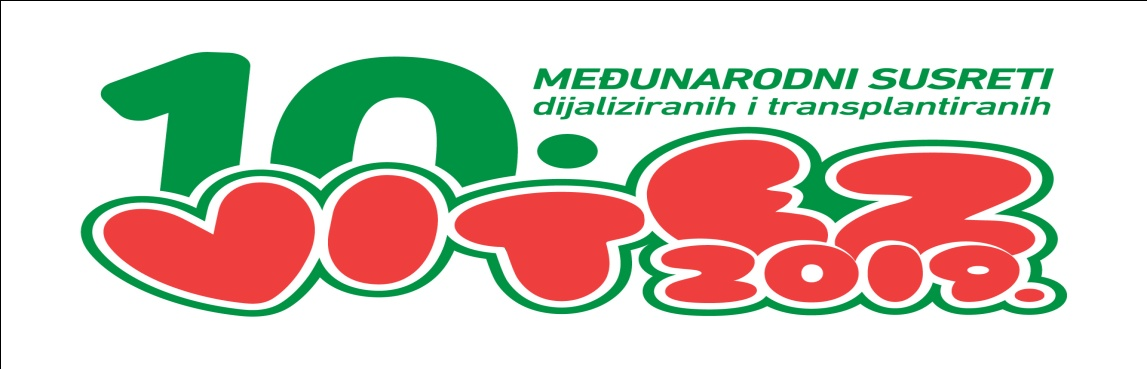 10.
MEĐUNARODNI SUSRETI
dijaliziranih i transplantiranih
VITEZ
2019.